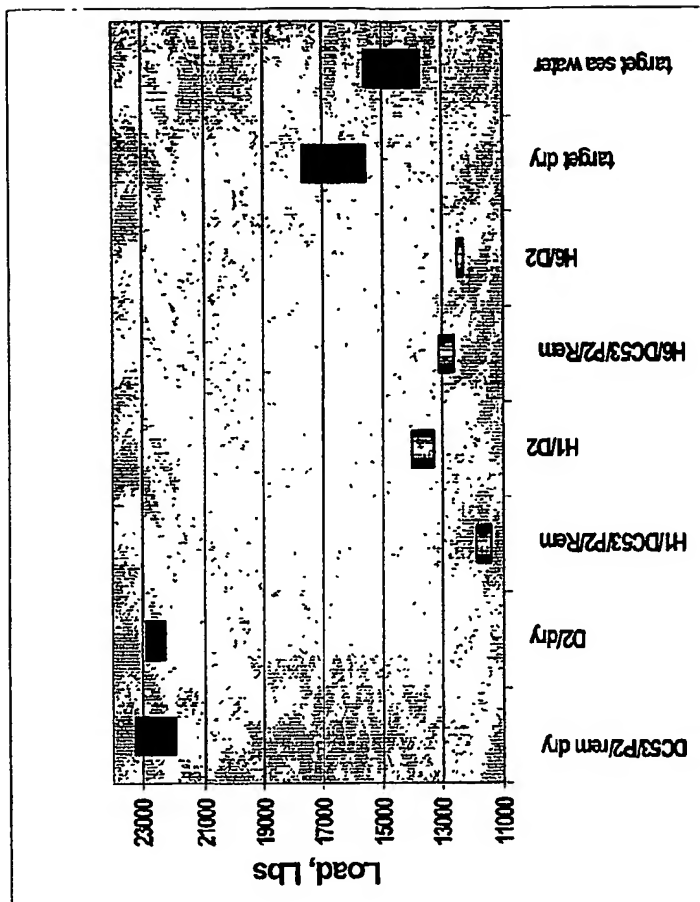 Load, Lbs
23000
21000
19000
17000
15000
13000
11000
DC53/P2/rem dry
D2/dry
H1/DC53/P2/Rem
H1/D2
H6/DC53/P2/Rem
H6/D2
target dry
target sea water